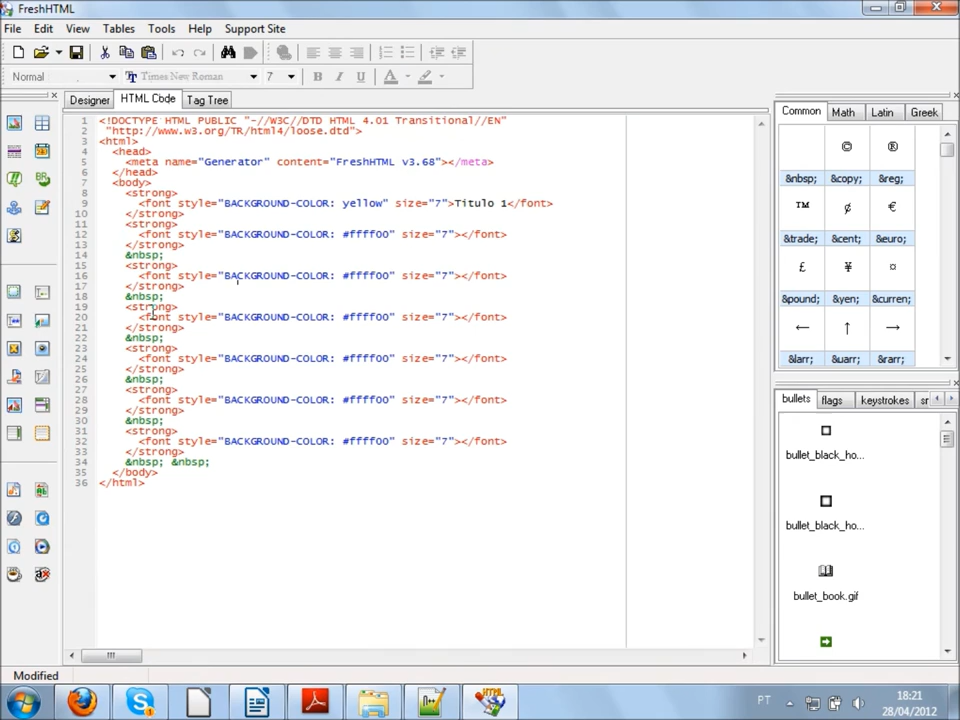 FreshHTML
File Edit View Tables Tools Help Support Site
Normal Times New Roman 7 B I U A
Designer HTML Code Tag Tree
1 <!DOCTYPE HTML PUBLIC "-//W3C//DTD HTML 4.01 Transitional//EN"
2 "http://www.w3.org/TR/html4/loose.dtd">
3 <html>
4 <head>
5 <meta name="Generator" content="FreshHTML v3.68"></meta>
6 </head>
7 <body>
8 <strong>
9 <font style="BACKGROUND-COLOR: yellow" size="7">Titulo 1</font>
10 </strong>
11 <strong>
12 <font style="BACKGROUND-COLOR: #ffff00" size="7"></font>
13 </strong>
14 &nbsp;
15 <strong>
16 <font style="BACKGROUND-COLOR: #ffff00" size="7"></font>
17 </strong>
18 &nbsp;
19 <strong>
20 <font style="BACKGROUND-COLOR: #ffff00" size="7"></font>
21 </strong>
22 &nbsp;
23 <strong>
24 <font style="BACKGROUND-COLOR: #ffff00" size="7"></font>
25 </strong>
26 &nbsp;
27 <strong>
28 <font style="BACKGROUND-COLOR: #ffff00" size="7"></font>
29 </strong>
30 &nbsp;
31 <strong>
32 <font style="BACKGROUND-COLOR: #ffff00" size="7"></font>
33 </strong>
34 &nbsp; &nbsp;
35 </body>
36 </html>
Common Math Latin Greek
© ®
&nbsp; &copy; &reg;
™ ¢ €
&trade; &cent; &euro;
£ ¥ ¤
&pound; &yen; &curren;
← ↑ →
&larr; &uarr; &rarr;
bullets flags keystrokes sr
bullet_black_ho...
bullet_black_ho...
bullet_book.gif
Modified
PT 18:21
28/04/2012